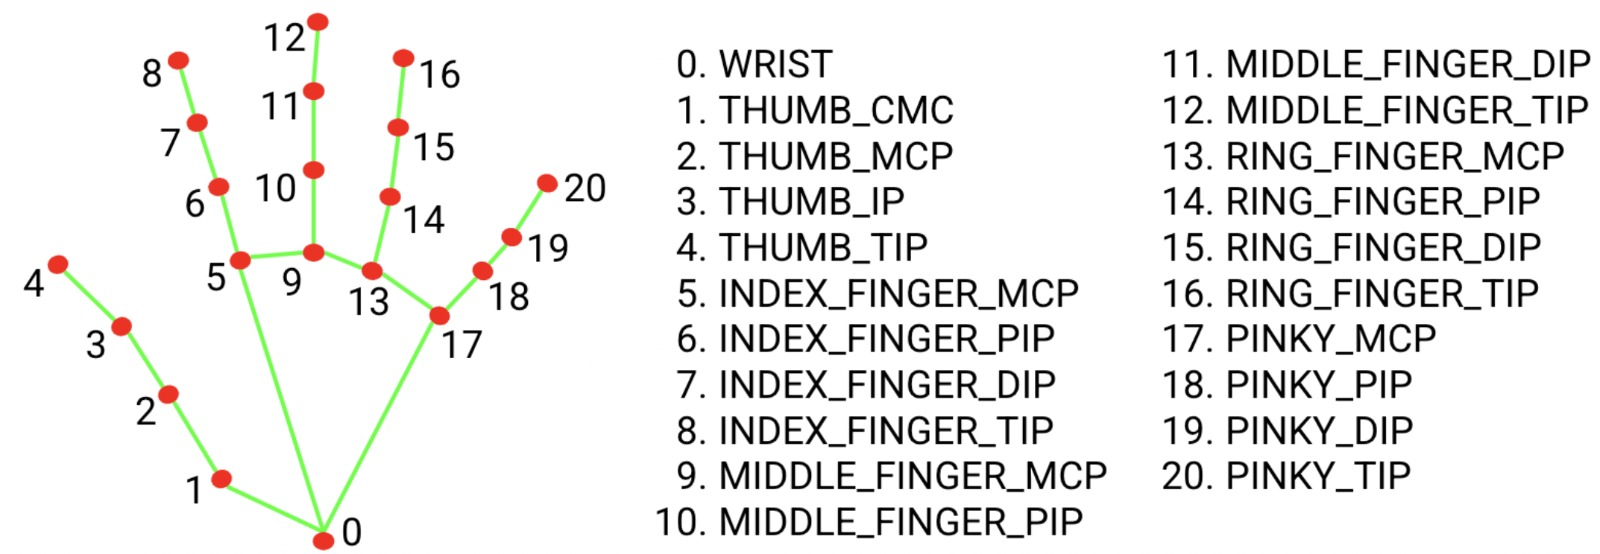 12
8
16
11
7
15
10
6
20
14
19
5
9
4
13
18
3
17
2
1
0
0. WRIST
1. THUMB_CMC
2. THUMB_MCP
3. THUMB_IP
4. THUMB_TIP
5. INDEX_FINGER_MCP
6. INDEX_FINGER_PIP
7. INDEX_FINGER_DIP
8. INDEX_FINGER_TIP
9. MIDDLE_FINGER_MCP
10. MIDDLE_FINGER_PIP
11. MIDDLE_FINGER_DIP
12. MIDDLE_FINGER_TIP
13. RING_FINGER_MCP
14. RING_FINGER_PIP
15. RING_FINGER_DIP
16. RING_FINGER_TIP
17. PINKY_MCP
18. PINKY_PIP
19. PINKY_DIP
20. PINKY_TIP